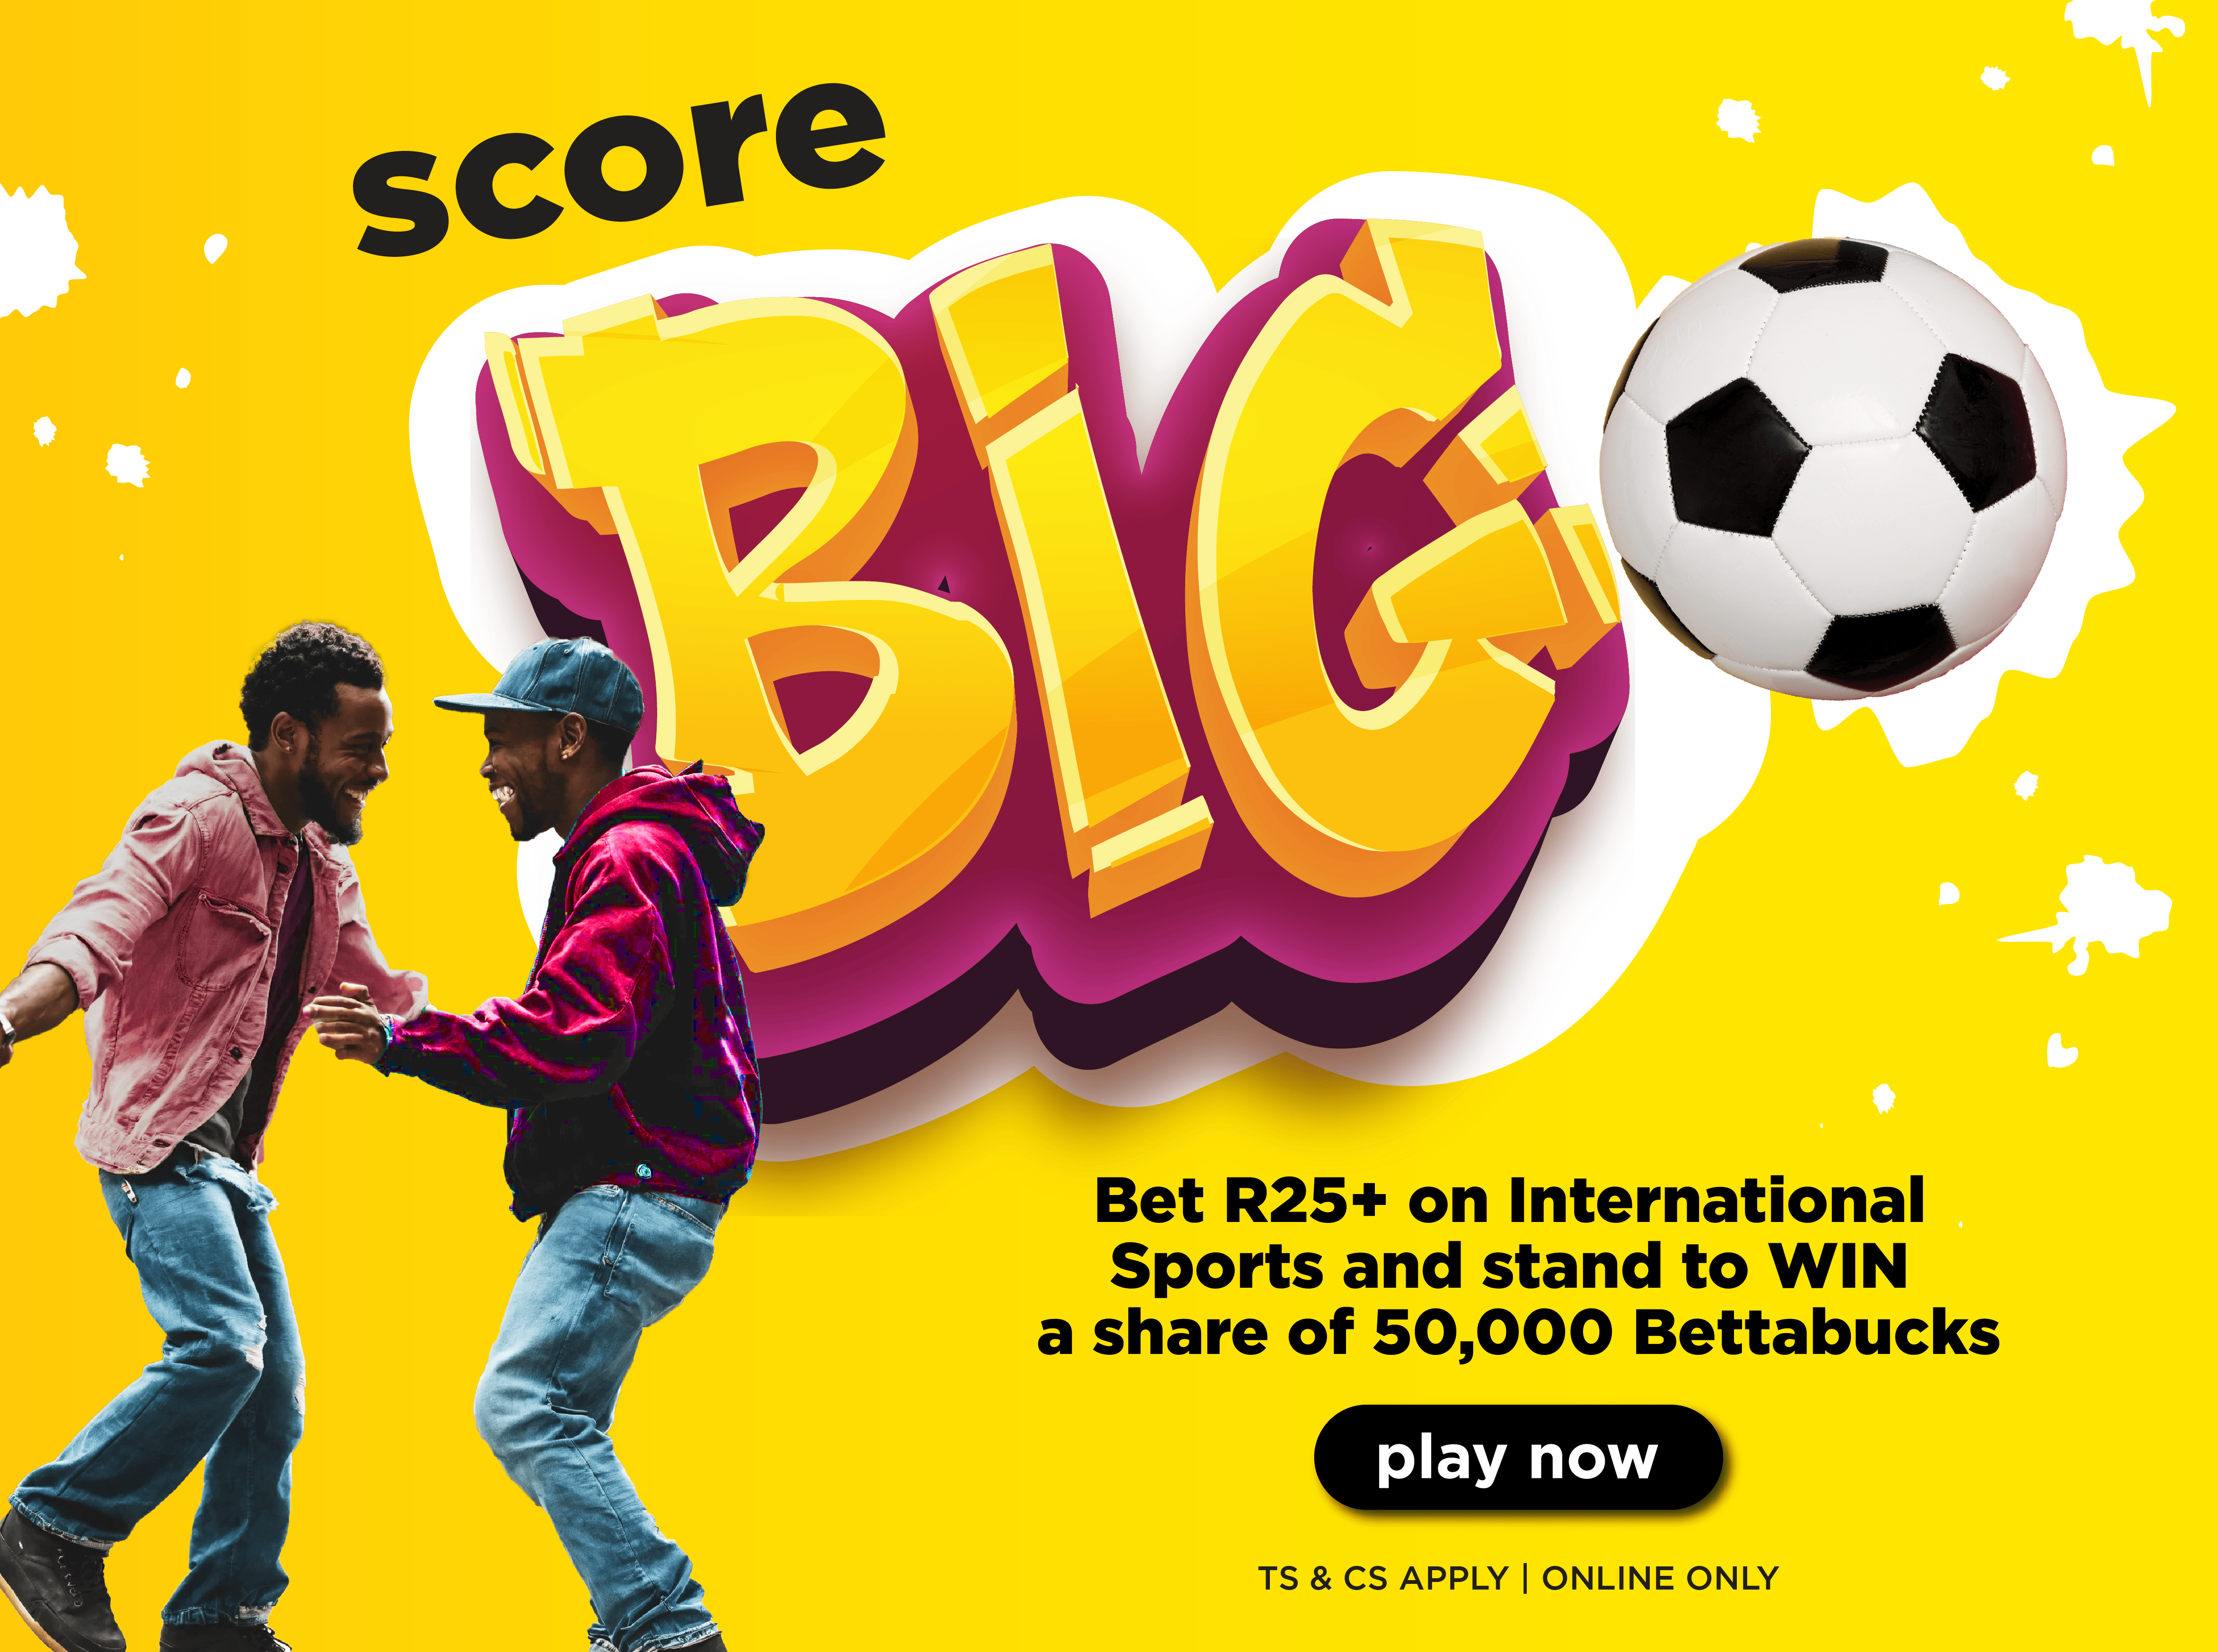 score
BIG
Bet R25+ on International
Sports and stand to WIN
a share of 50,000 Bettabucks
play now
TS & CS APPLY | ONLINE ONLY